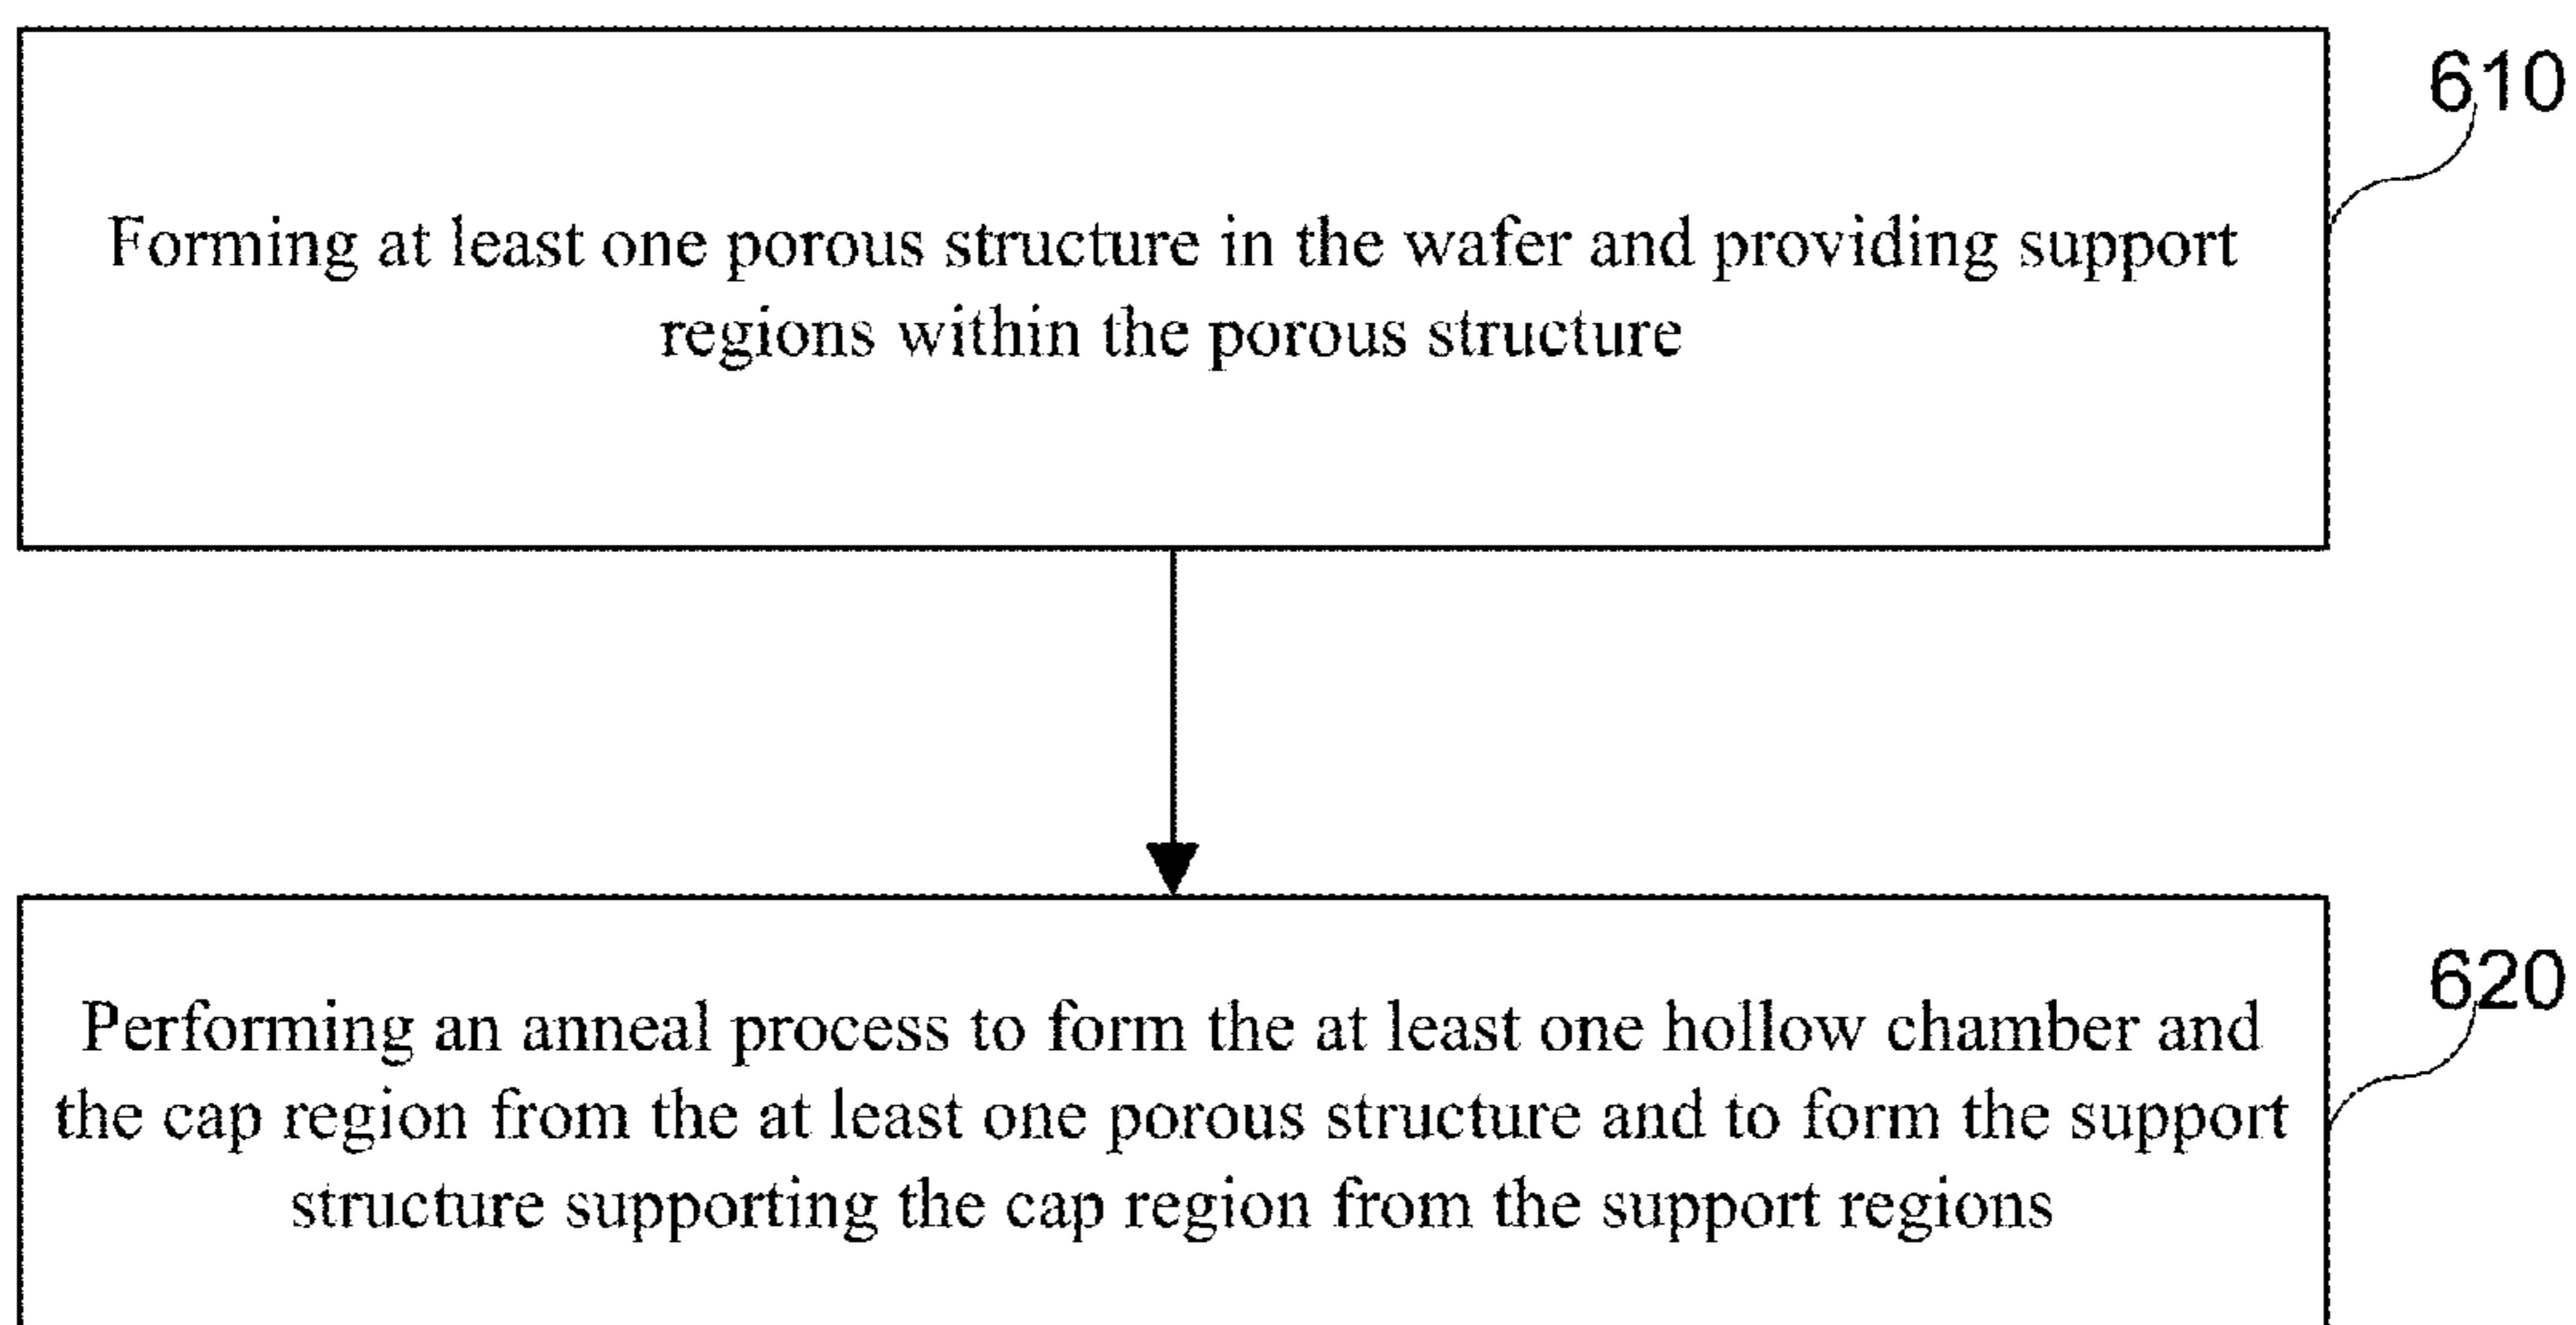 610
Forming at least one porous structure in the wafer and providing support
regions within the porous structure
620
Performing an anneal process to form the at least one hollow chamber and
the cap region from the at least one porous structure and to form the support
structure supporting the cap region from the support regions